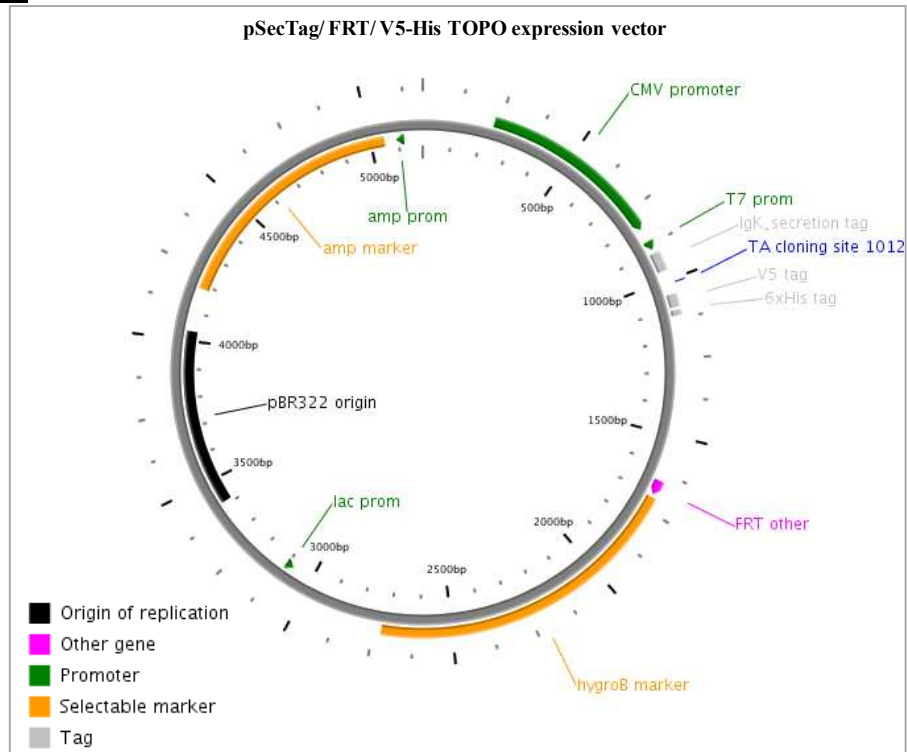 pSecTag/ FRT/ V5-His TOPO expression vector
CMV promoter
T7 prom
IgK_secretion tag
TA cloning site 1012
V5 tag
6xHis tag
5000bp
500bp
amp prom
4500bp
amp marker
1000bp
4000bp
pBR322 origin
1500bp
3500bp
lac prom
FRT other
2000bp
3000bp
2500bp
hygroB marker
Origin of replication
Other gene
Promoter
Selectable marker
Tag